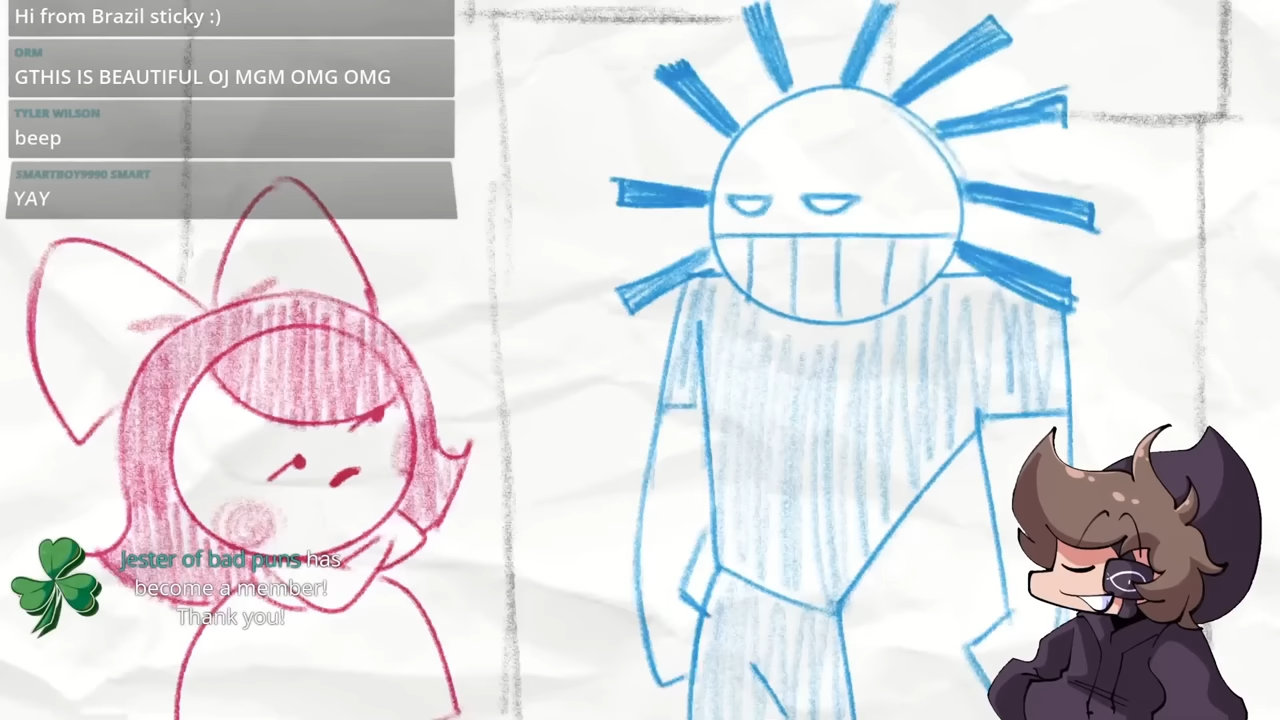 Hi from Brazil sticky :)
ORM
GTHIS IS BEAUTIFUL OJ MGM OMG OMG
TYLER WILSON
beep
SMARTBOY9990 SMART
YAY
Jester of bad puns has
become a member!
Thank you!